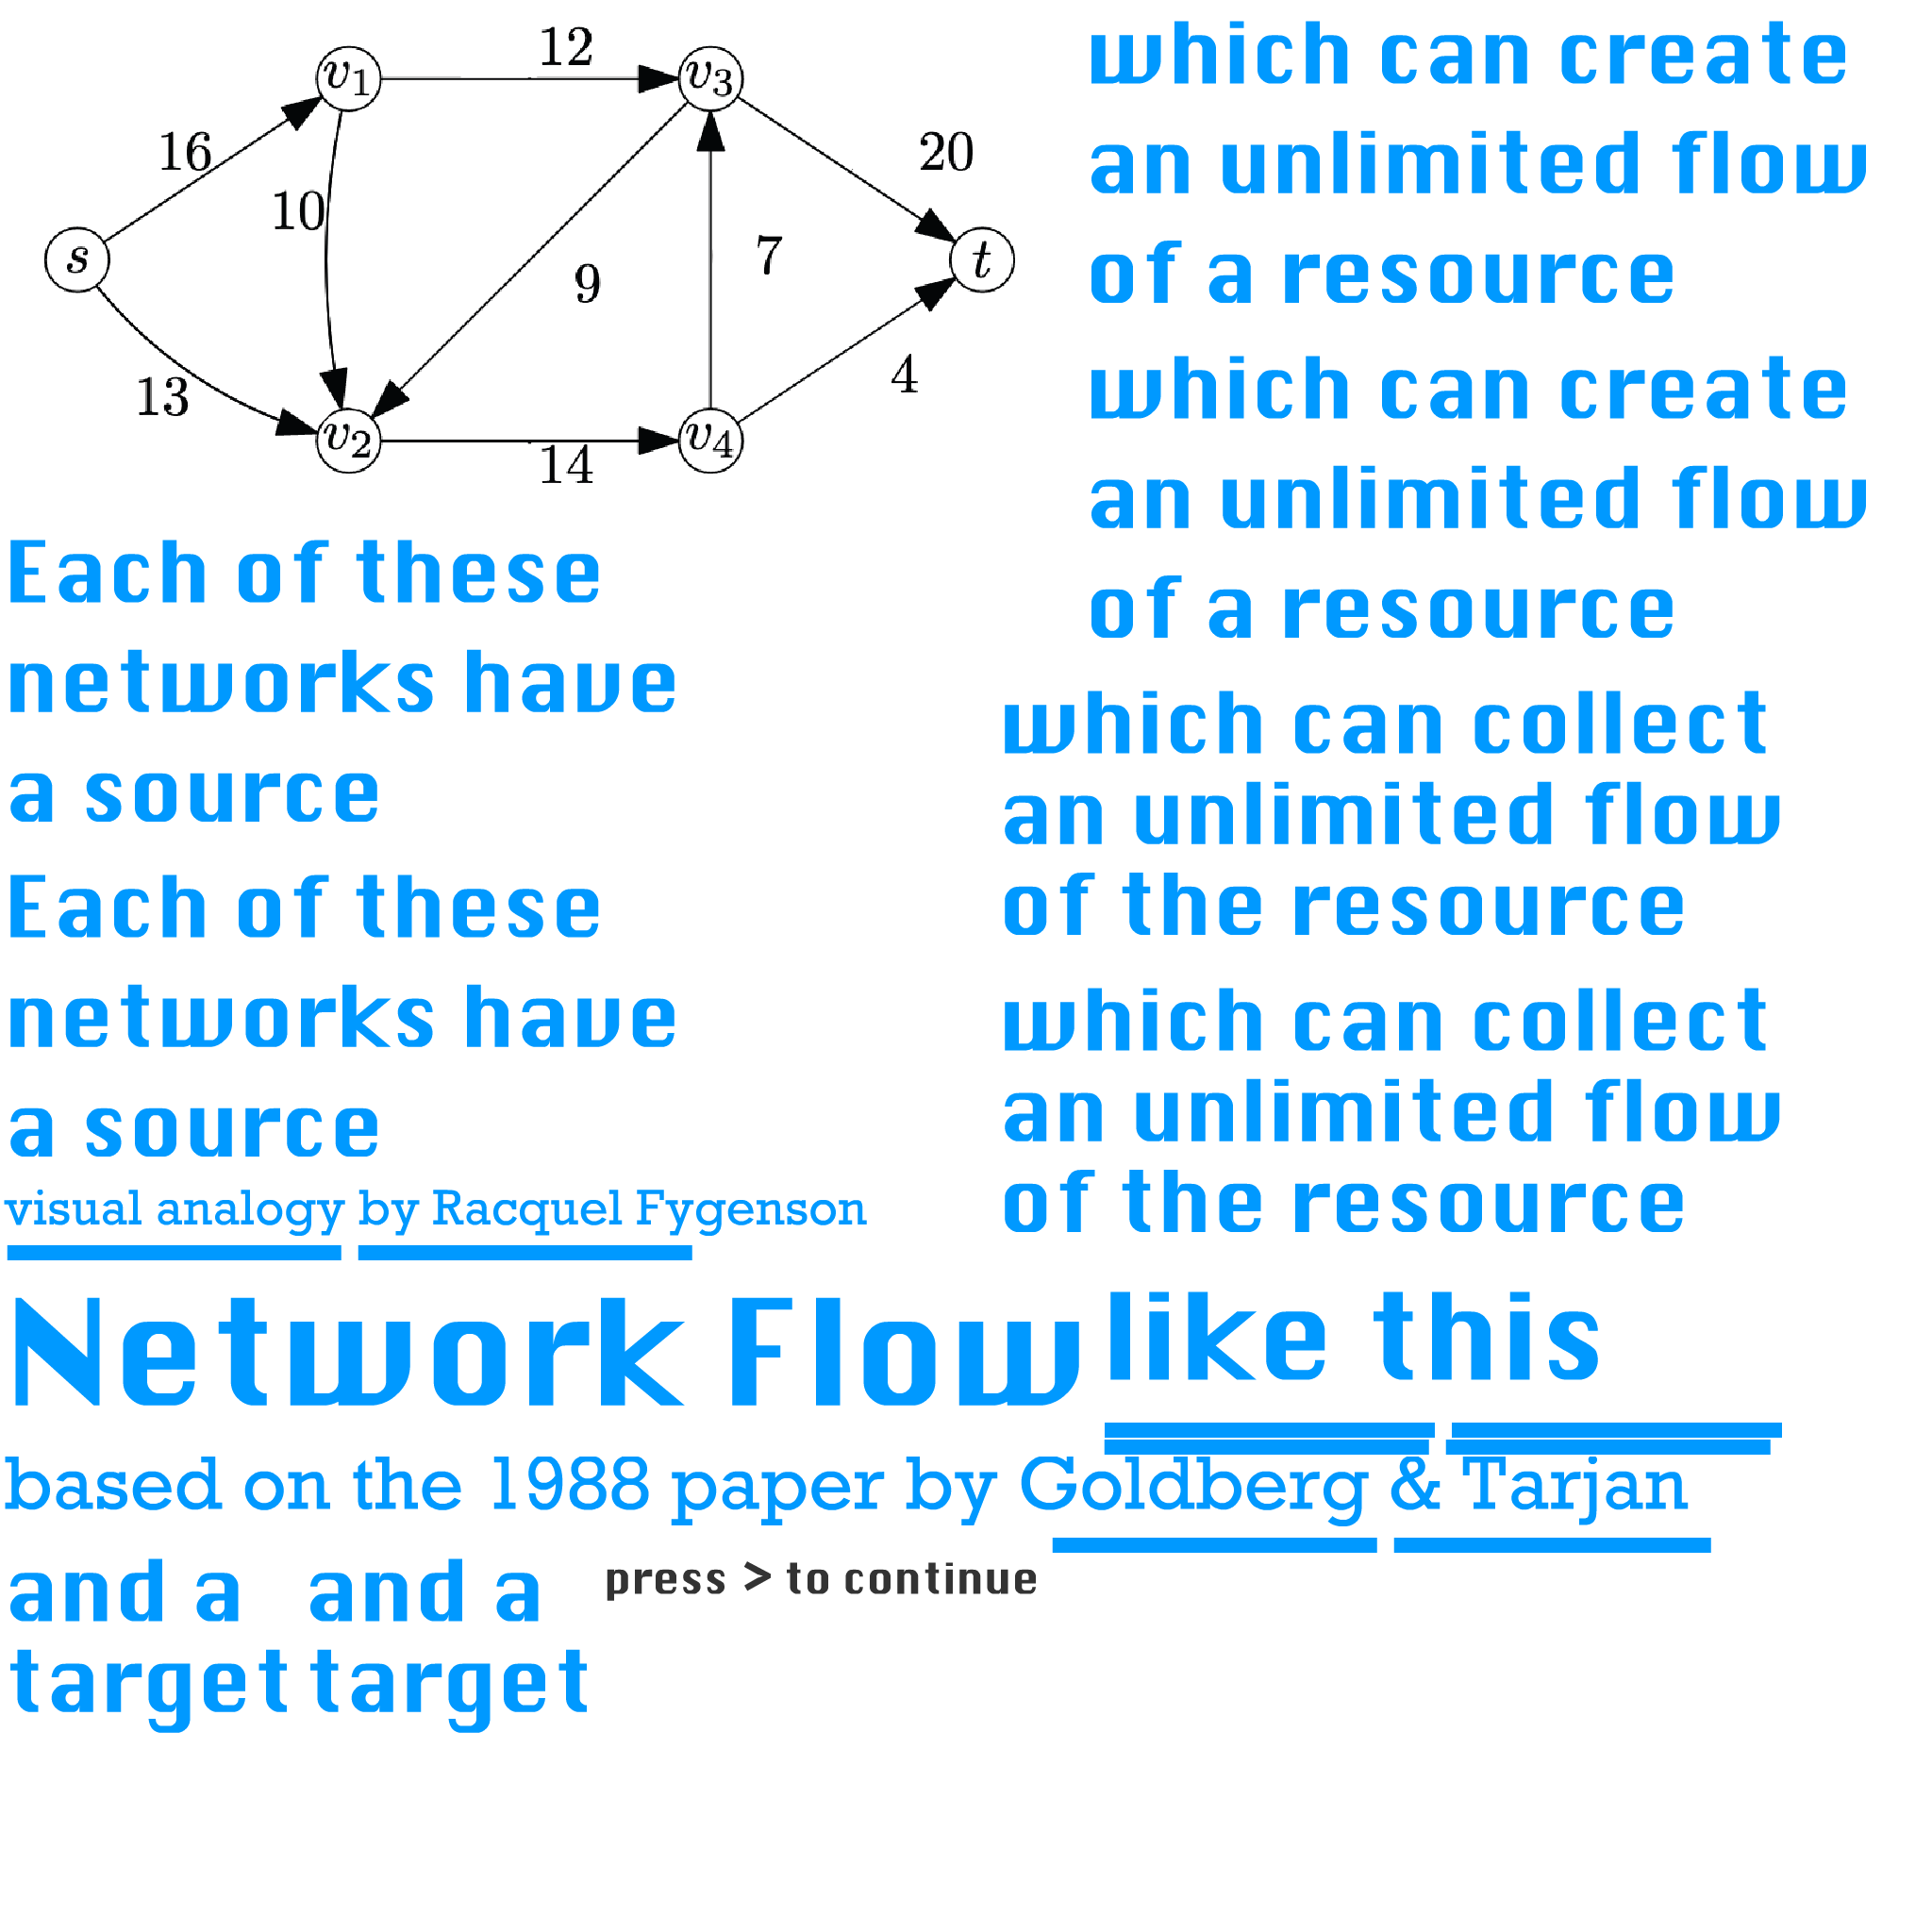 12
v1
v3
16
20
10
s
9
7
t
13
4
v2
14
v4
which can create
an unlimited flow
of a resource
which can create
an unlimited flow
of a resource
Each of these
networks have
a source
Each of these
networks have
a source
which can collect
an unlimited flow
of the resource
which can collect
an unlimited flow
of the resource
visual analogy by Racquel Fygenson
Network Flow like this
based on the 1988 paper by Goldberg & Tarjan
and a and a
target target
press > to continue